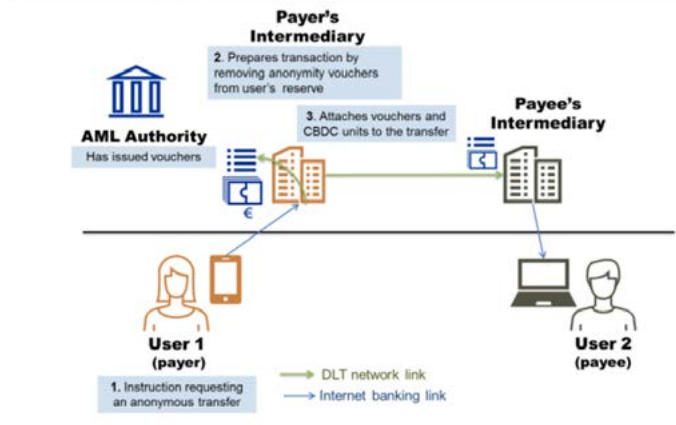 Payer's
Intermediary
2. Prepares transaction by
removing anonymity vouchers
from user's reserve
3. Attaches vouchers and
CBDC units to the transfer
Payee's
Intermediary
AML Authority
Has issued vouchers
€
User 1
(payer)
1. Instruction requesting
an anonymous transfer
User 2
(payee)
DLT network link
Internet banking link